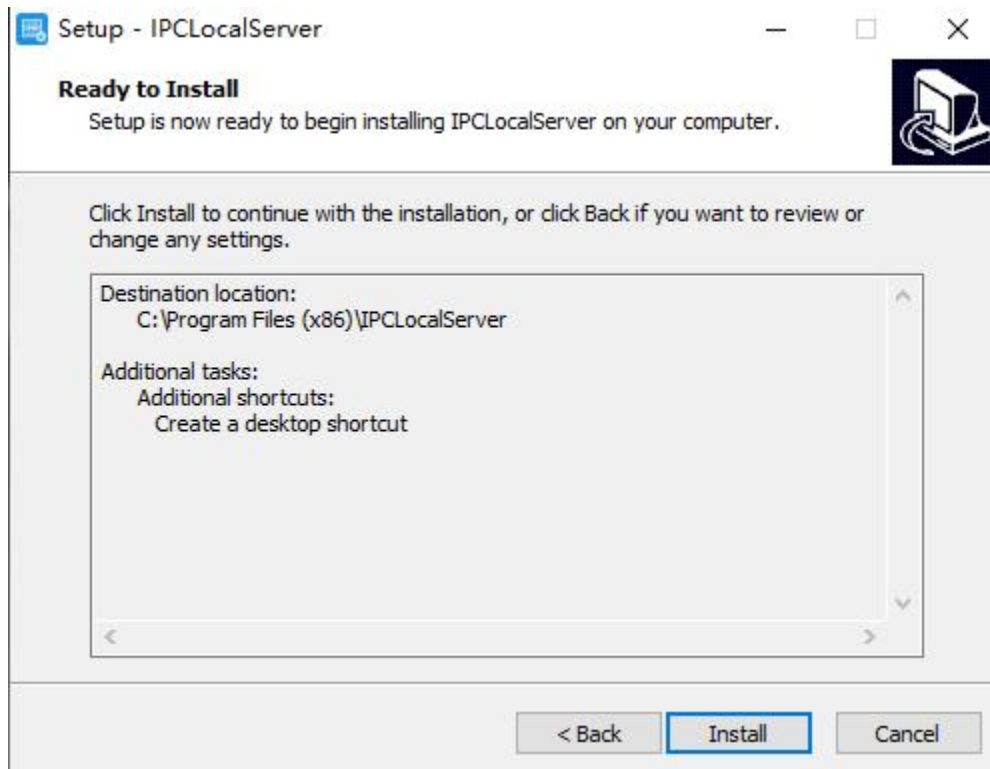 Setup - IPCLocalServer
Ready to Install
Setup is now ready to begin installing IPCLocalServer on your computer.
Click Install to continue with the installation, or click Back if you want to review or
change any settings.
Destination location:
C:\Program Files (x86)\IPCLocalServer
Additional tasks:
Additional shortcuts:
Create a desktop shortcut
< Back
Install
Cancel